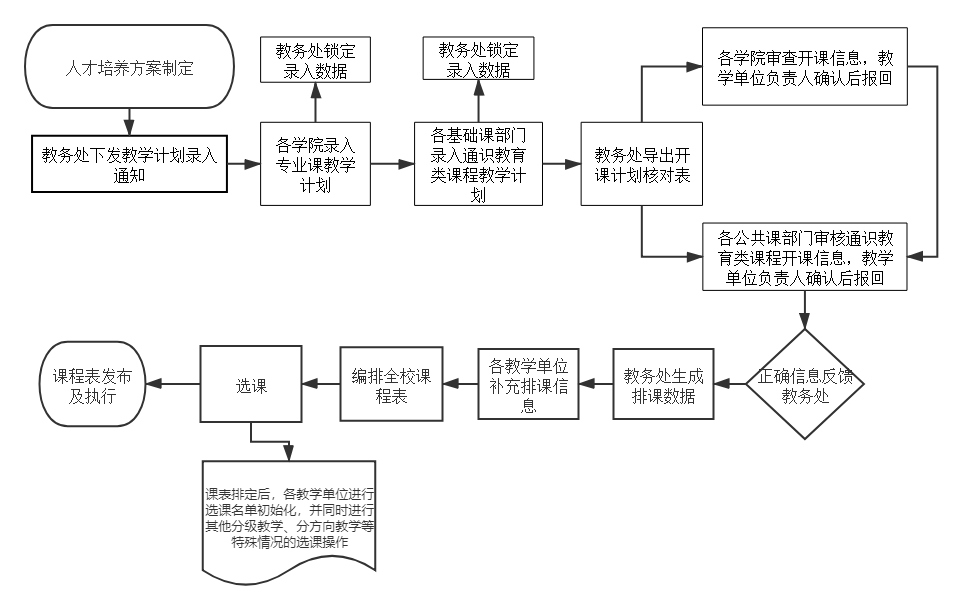 人才培养方案制定
教务处下发教学计划录入
通知
教务处锁定
录入数据
各学院录入
专业课教学
计划
教务处锁定
录入数据
各基础课部门
录入通识教育
类课程教学计
划
教务处导出开
课计划核对表
各学院审查开课信息，教
学单位负责人确认后报回
各公共课部门审核通识教
育类课程开课信息，教学
单位负责人确认后报回
正确信息反馈
教务处
教务处生成
排课数据
各教学单位
补充排课信
息
编排全校课
程表
选课
课程表发布
及执行
课表排定后，各教学单位进行
选课名单初始化，并同时进行
其他分级教学、分方向教学等
特殊情况的选课操作